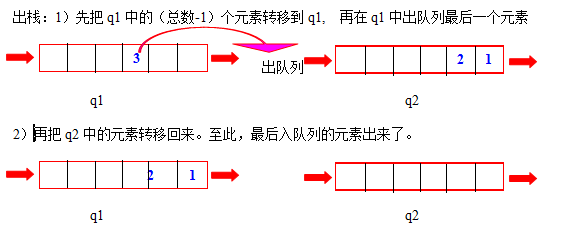 出栈：1）先把 q1 中的（总数-1）个元素转移到 q1, 再在 q1 中出队列最后一个元素
3 2 1
出队列
q1 q2
2）再把 q2 中的元素转移回来。至此，最后入队列的元素出来了。
2 1
q1 q2